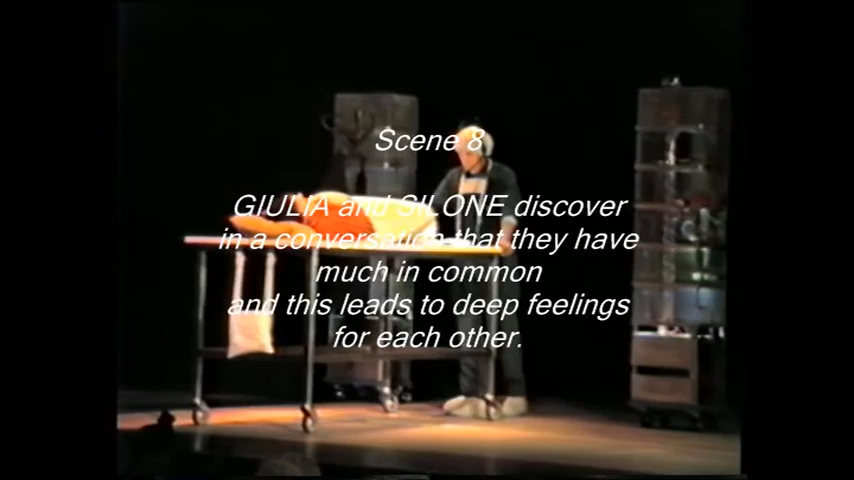 Scene 8
GIULIA and SILONE discover
in a conversation that they have
much in common
and this leads to deep feelings
for each other.